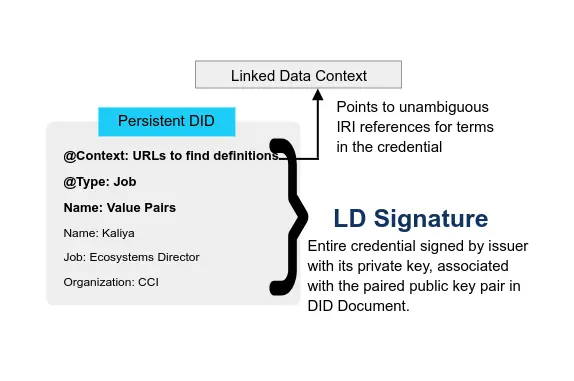 Linked Data Context
Points to unambiguous
IRI references for terms
in the credential
Persistent DID
@Context: URLs to find definitions
@Type: Job
Name: Value Pairs
Name: Kaliya
Job: Ecosystems Director
Organization: CCI
LD Signature
Entire credential signed by issuer
with its private key, associated
with the paired public key pair in
DID Document.